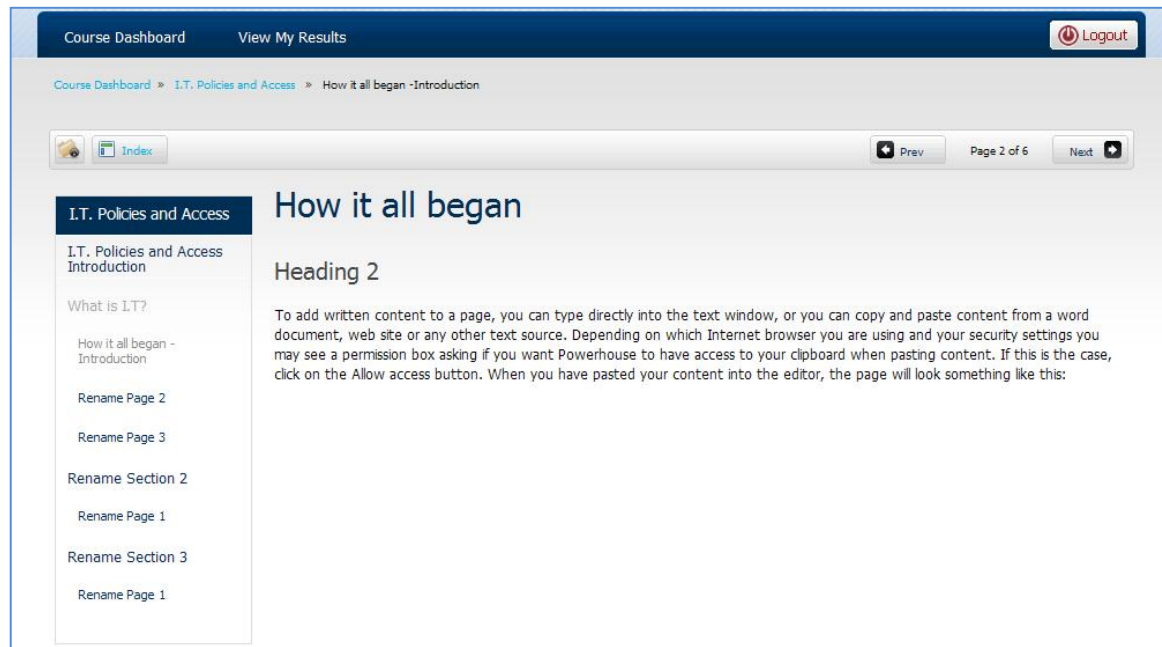 Course Dashboard View My Results Logout
Course Dashboard » I.T. Policies and Access » How it all began -Introduction
Index Prev Page 2 of 6 Next
I.T. Policies and Access
I.T. Policies and Access
Introduction
What is I.T?
How it all began -
Introduction
Rename Page 2
Rename Page 3
Rename Section 2
Rename Page 1
Rename Section 3
Rename Page 1
How it all began
Heading 2
To add written content to a page, you can type directly into the text window, or you can copy and paste content from a word
document, web site or any other text source. Depending on which Internet browser you are using and your security settings you
may see a permission box asking if you want Powerhouse to have access to your clipboard when pasting content. If this is the case,
click on the Allow access button. When you have pasted your content into the editor, the page will look something like this: